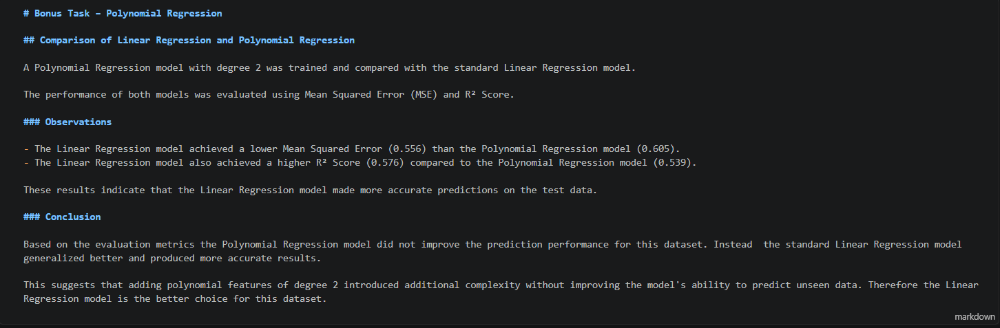 # Bonus Task – Polynomial Regression
## Comparison of Linear Regression and Polynomial Regression
A Polynomial Regression model with degree 2 was trained and compared with the standard Linear Regression model.
The performance of both models was evaluated using Mean Squared Error (MSE) and R² Score.
### Observations
- The Linear Regression model achieved a lower Mean Squared Error (0.556) than the Polynomial Regression model (0.605).
- The Linear Regression model also achieved a higher R² Score (0.576) compared to the Polynomial Regression model (0.539).
These results indicate that the Linear Regression model made more accurate predictions on the test data.
### Conclusion
Based on the evaluation metrics the Polynomial Regression model did not improve the prediction performance for this dataset. Instead  the standard Linear Regression model
generalized better and produced more accurate results.
This suggests that adding polynomial features of degree 2 introduced additional complexity without improving the model's ability to predict unseen data. Therefore the Linear
Regression model is the better choice for this dataset.
markdown